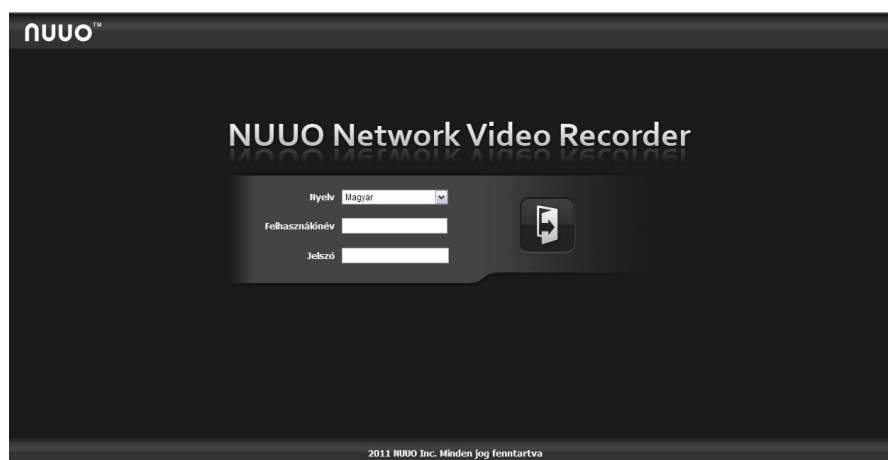 nuuo™
NUUO Network Video Recorder
Nyelv Magyar
Felhasználónév
Jelszó
2011 NUUO Inc. Minden jog fenntartva